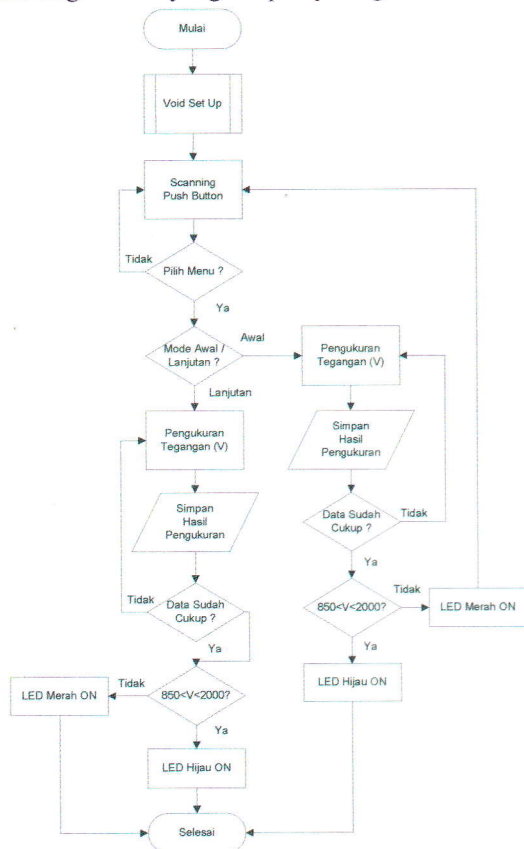 Mulai
Void Set Up
Scanning
Push Button
Tidak
Pilih Menu ?
Ya
Mode Awal /
Lanjutan ?
Awal
Pengukuran
Tegangan (V)
Lanjutan
Simpan
Hasil
Pengukuran
Data Sudah
Cukup ?
Tidak
Ya
850<V<2000?
Tidak
LED Merah ON
Ya
LED Hijau ON
Pengukuran
Tegangan (V)
Simpan
Hasil
Pengukuran
Tidak
Data Sudah
Cukup ?
Ya
LED Merah ON
Tidak
850<V<2000?
Ya
LED Hijau ON
Selesai